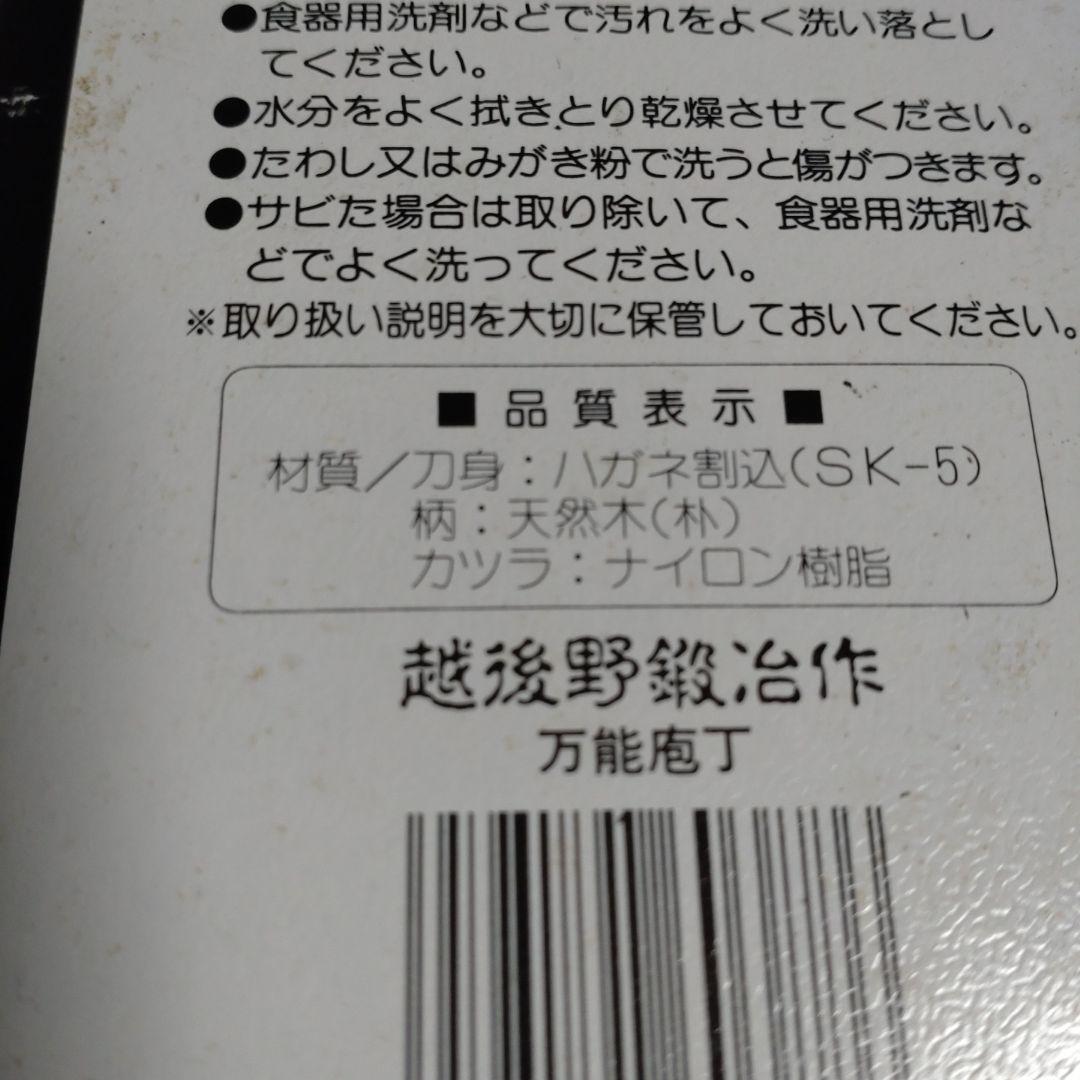 ●食器用洗剤などで汚れをよく洗い落とし
てください。
●水分をよく拭きとり乾燥させてください。
●たわし又はみがき粉で洗うと傷がつきます。
●サビた場合は取り除いて、食器用洗剤な
どでよく洗ってください。
※取り扱い説明を大切に保管しておいてください。
■品質表示■
材質／刀身：ハガネ割込(SK-5)
柄：天然木(朴)
カツラ：ナイロン樹脂
越後野鍛冶作
万能庖丁